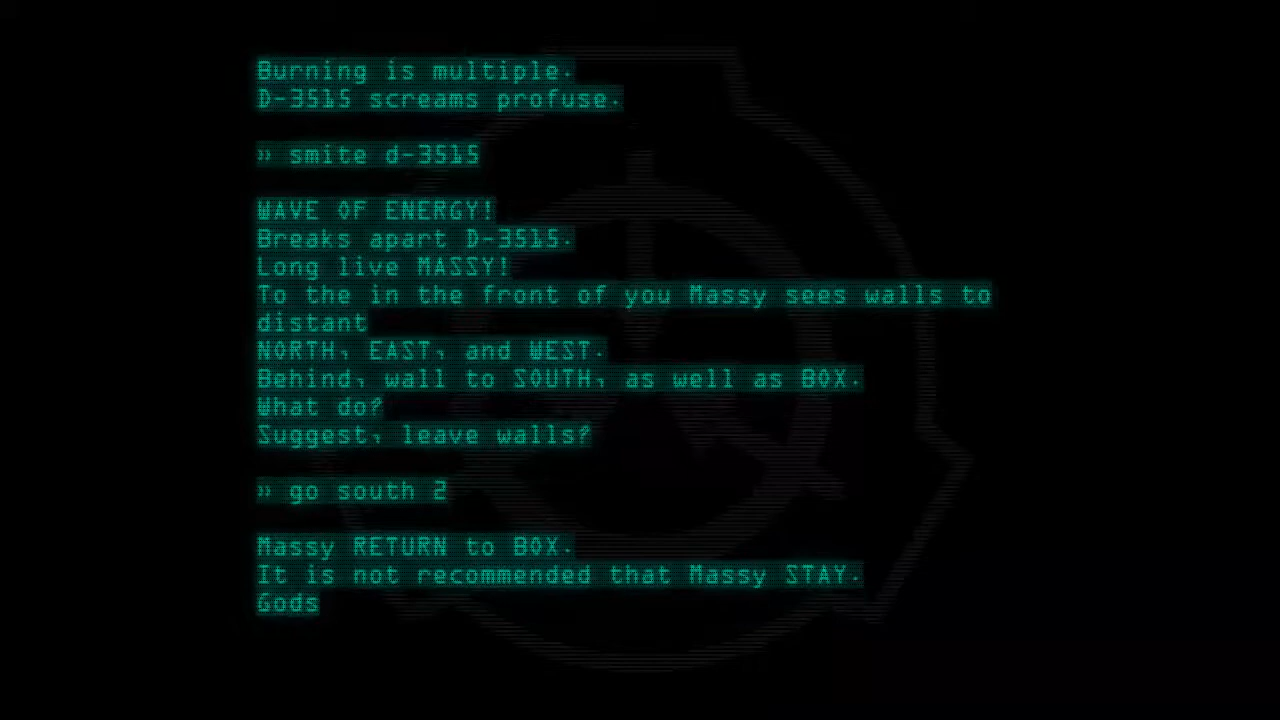 Burning is multiple.
D-3515 screams profuse.
» smite d-3515
WAVE OF ENERGY!
Breaks apart D-3515.
Long live MASSY!
To the in the front of you Massy sees walls to
distant
NORTH, EAST, and WEST.
Behind, wall to SOUTH, as well as BOX.
What do?
Suggest, leave walls?
» go south 2
Massy RETURN to BOX.
It is not recommended that Massy STAY.
Gods